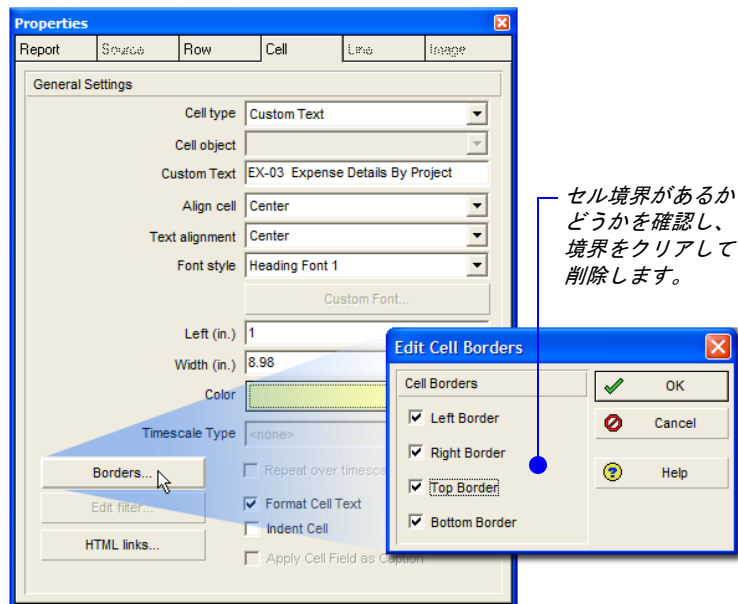 Properties
Report Source Row Cell Line Image
General Settings
Cell type Custom Text
Cell object
Custom Text EX-03 Expense Details By Project
Align cell Center
Text alignment Center
Font style Heading Font 1
Custom Font...
Left (in.) 1
Width (in.) 8.98
Color
Timescale Type <none>
Borders...
Repeat over timesca
Edit filter...
Format Cell Text
Indent Cell
HTML links...
Apply Cell Field as Caption
セル境界があるか
どうかを確認し、
境界をクリアして
削除します。
Edit Cell Borders
Cell Borders
Left Border
Right Border
Top Border
Bottom Border
OK
Cancel
Help